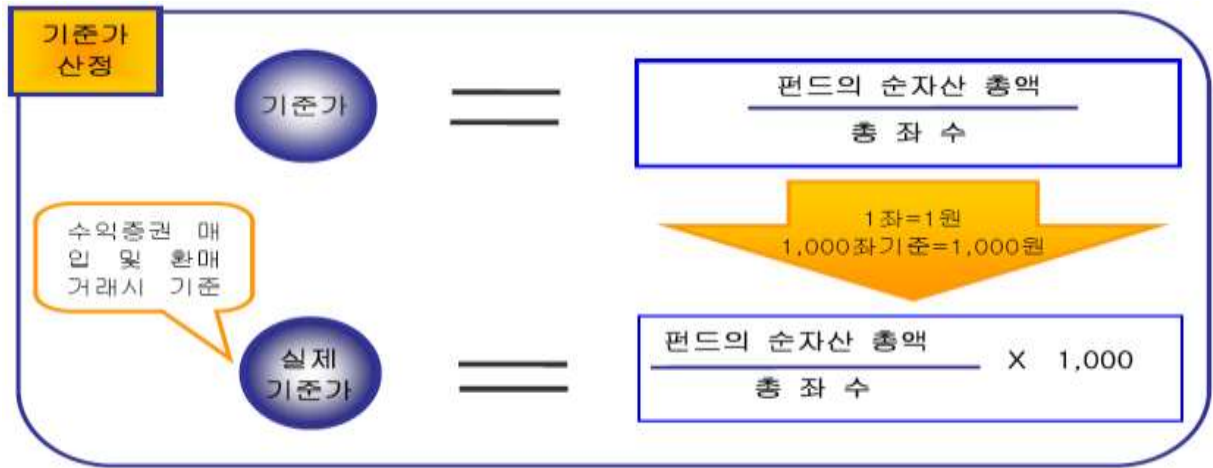 기준가
산정
기준가
펀드의 순자산 총액
총 좌 수
수익증권 매
입 및 환매
거래시 기준
1좌=1원
1,000좌기준=1,000원
실제
기준가
펀드의 순자산 총액
총 좌 수
X 1,000